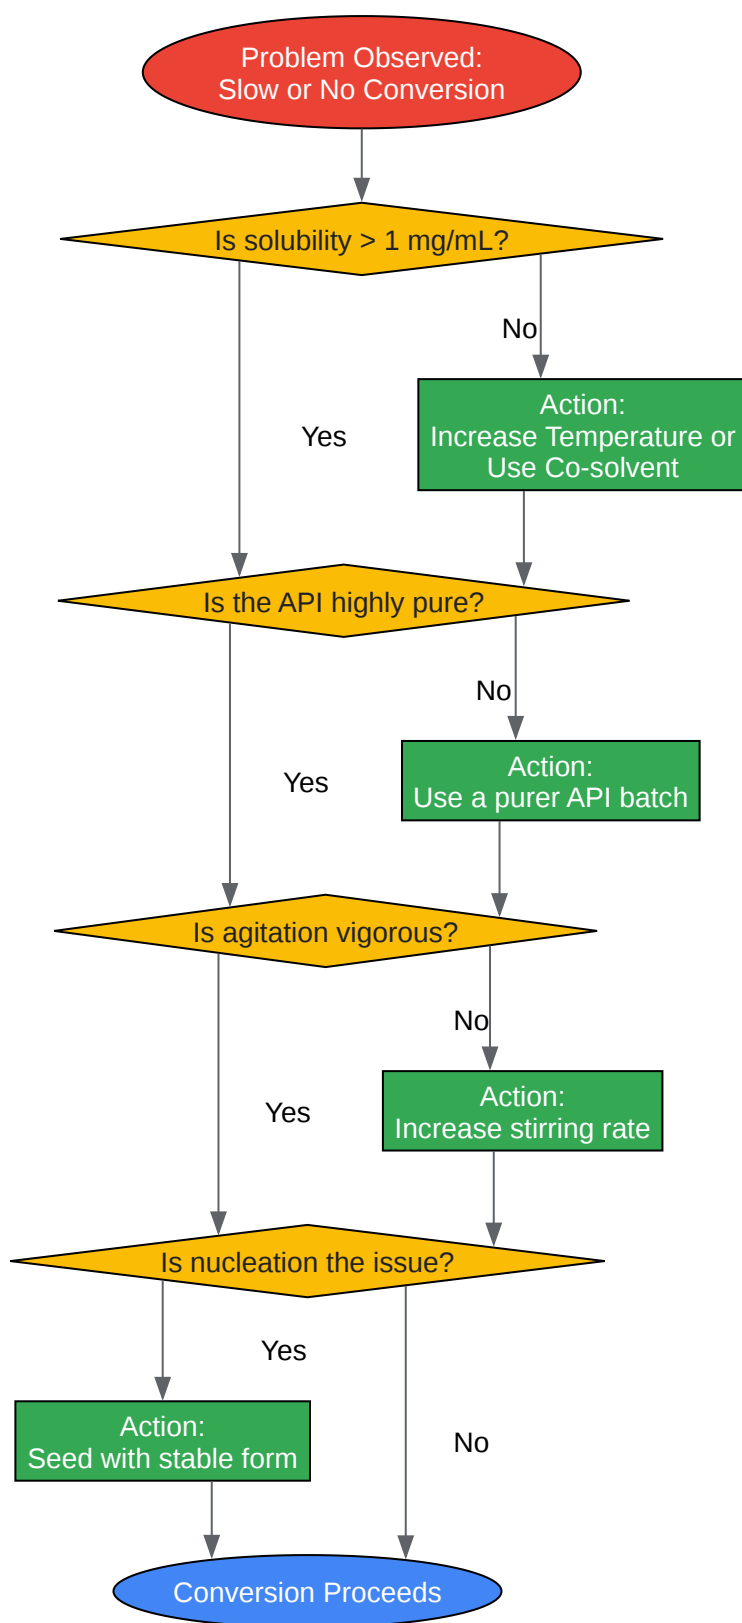 Problem Observed:
Slow or No Conversion
Is solubility > 1 mg/mL?
No
Action:
Increase Temperature or
Use Co-solvent
Yes
Is the API highly pure?
No
Action:
Use a purer API batch
Yes
Is agitation vigorous?
No
Action:
Increase stirring rate
Yes
Is nucleation the issue?
Yes
Action:
Seed with stable form
No
Conversion Proceeds